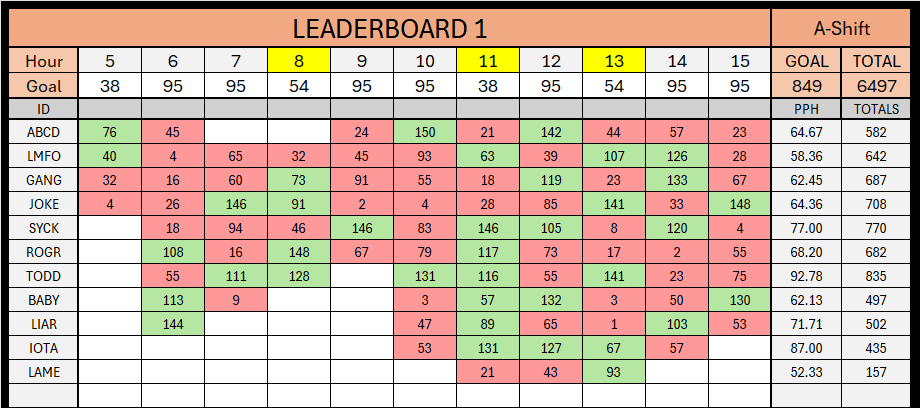 LEADERBOARD 1 A-Shift
Hour 5 6 7 8 9 10 11 12 13 14 15 GOAL TOTAL
Goal 38 95 95 54 95 95 38 95 54 95 95 849 6497
ID PPH TOTALS
ABCD 76 45 24 150 21 142 44 57 23 64.67 582
LMFO 40 4 65 32 45 93 63 39 107 126 28 58.36 642
GANG 32 16 60 73 91 55 18 119 23 133 67 62.45 687
JOKE 4 26 146 91 2 4 28 85 141 33 148 64.36 708
SYCK 18 94 46 146 83 146 105 8 120 4 77.00 770
ROGR 108 16 148 67 79 117 73 17 2 55 68.20 682
TODD 55 111 128 131 116 55 141 23 75 92.78 835
BABY 113 9 3 57 132 3 50 130 62.13 497
LIAR 144 47 89 65 1 103 53 71.71 502
IOTA 53 131 127 67 57 87.00 435
LAME 21 43 93 52.33 157